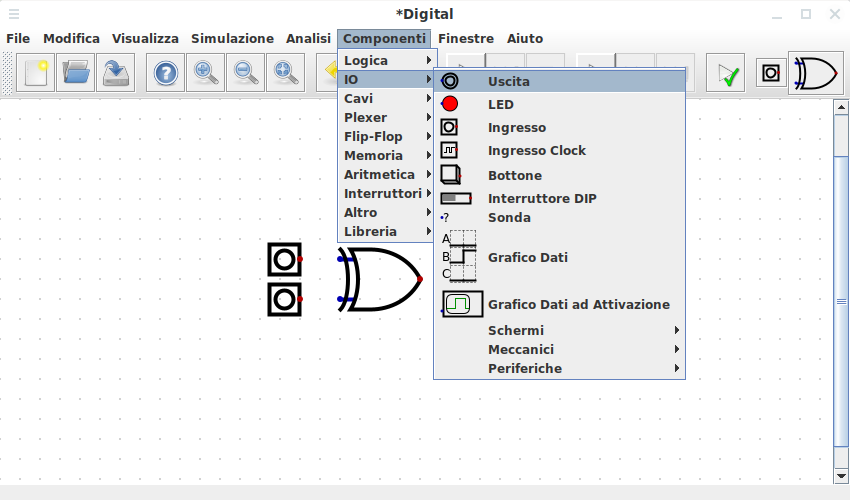 *Digital
File Modifica Visualizza Simulazione Analisi Componenti Finestre Aiuto
Logica
IO
Cavi
Plexer
Flip-Flop
Memoria
Aritmetica
Interruttori
Altro
Libreria
Uscita
LED
Ingresso
Ingresso Clock
Bottone
Interruttore DIP
?
Sonda
A
B
C
Grafico Dati
Grafico Dati ad Attivazione
Schermi
Meccanici
Periferiche